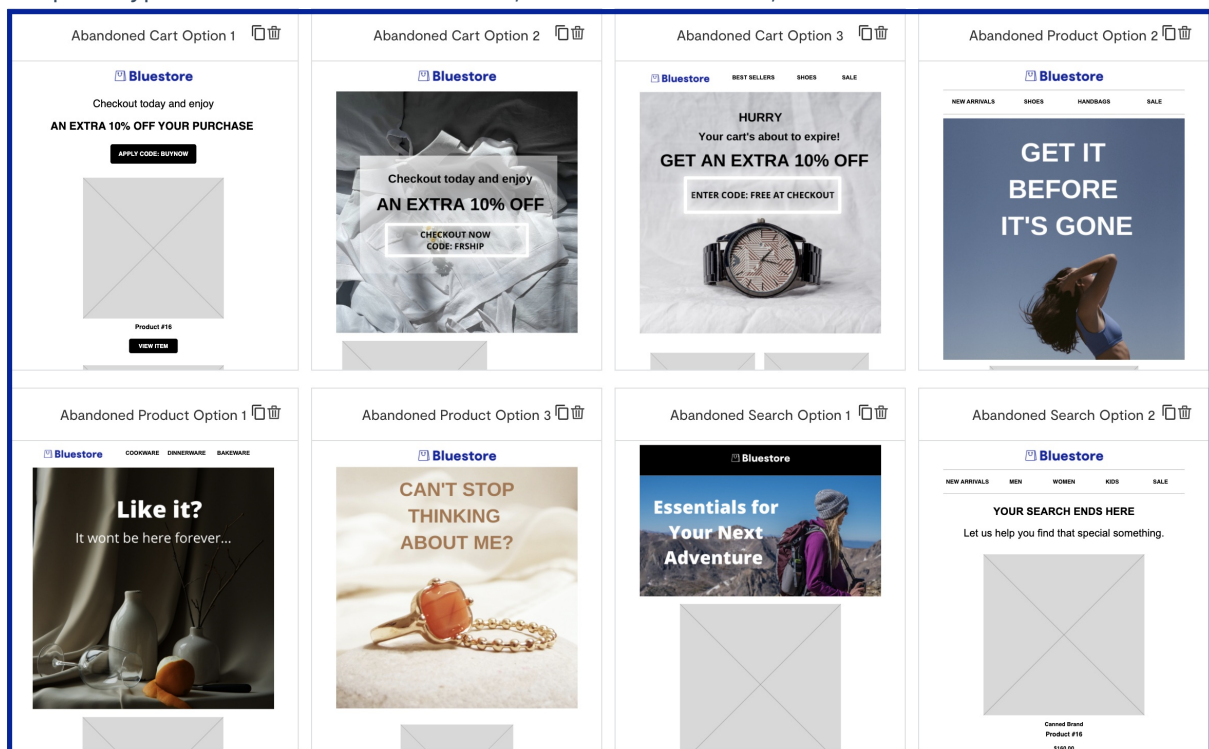 Abandoned Cart Option 1
Bluestore
Checkout today and enjoy
AN EXTRA 10% OFF YOUR PURCHASE
APPLY CODE: BUYNOW
Product #16
VIEW ITEM
Abandoned Cart Option 2
Bluestore
Checkout today and enjoy
AN EXTRA 10% OFF
CHECKOUT NOW
CODE: FRSHIP
Abandoned Cart Option 3
Bluestore BEST SELLERS SHOES SALE
HURRY
Your cart's about to expire!
GET AN EXTRA 10% OFF
ENTER CODE: FREE AT CHECKOUT
Abandoned Product Option 2
Bluestore
NEW ARRIVALS SHOES HANDBAGS SALE
GET IT
BEFORE
IT'S GONE
Abandoned Product Option 1
Bluestore COOKWARE DINNERWARE BAKEWARE
Like it?
It wont be here forever...
Abandoned Product Option 3
Bluestore
CAN'T STOP
THINKING
ABOUT ME?
Abandoned Search Option 1
Bluestore
Essentials for
Your Next
Adventure
Abandoned Search Option 2
Bluestore
NEW ARRIVALS MEN WOMEN KIDS SALE
YOUR SEARCH ENDS HERE
Let us help you find that special something.
Canned Brand
Product #16
$160.00